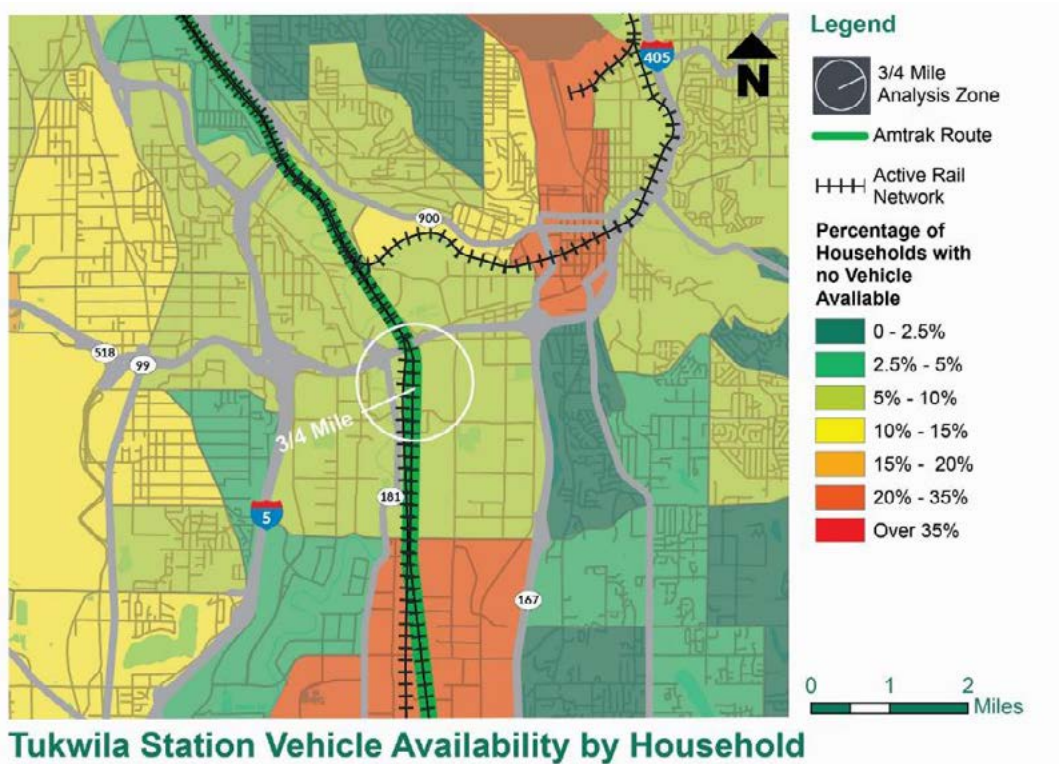 405
N
900
518
99
3/4 Mile
181
5
167
Legend
3/4 Mile
Analysis Zone
Amtrak Route
Active Rail
Network
Percentage of
Households with
no Vehicle
Available
0 - 2.5%
2.5% - 5%
5% - 10%
10% - 15%
15% - 20%
20% - 35%
Over 35%
0 1 2
Miles
Tukwila Station Vehicle Availability by Household